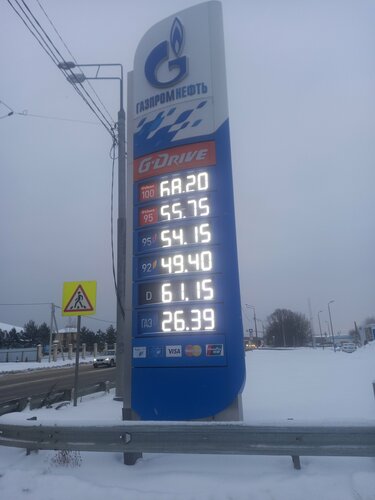 ГАЗПРОМНЕФТЬ
G-DRIVE
100 68.20
95 55.75
95 54.15
92 49.40
D 61.15
ГАЗ 26.39
VISA